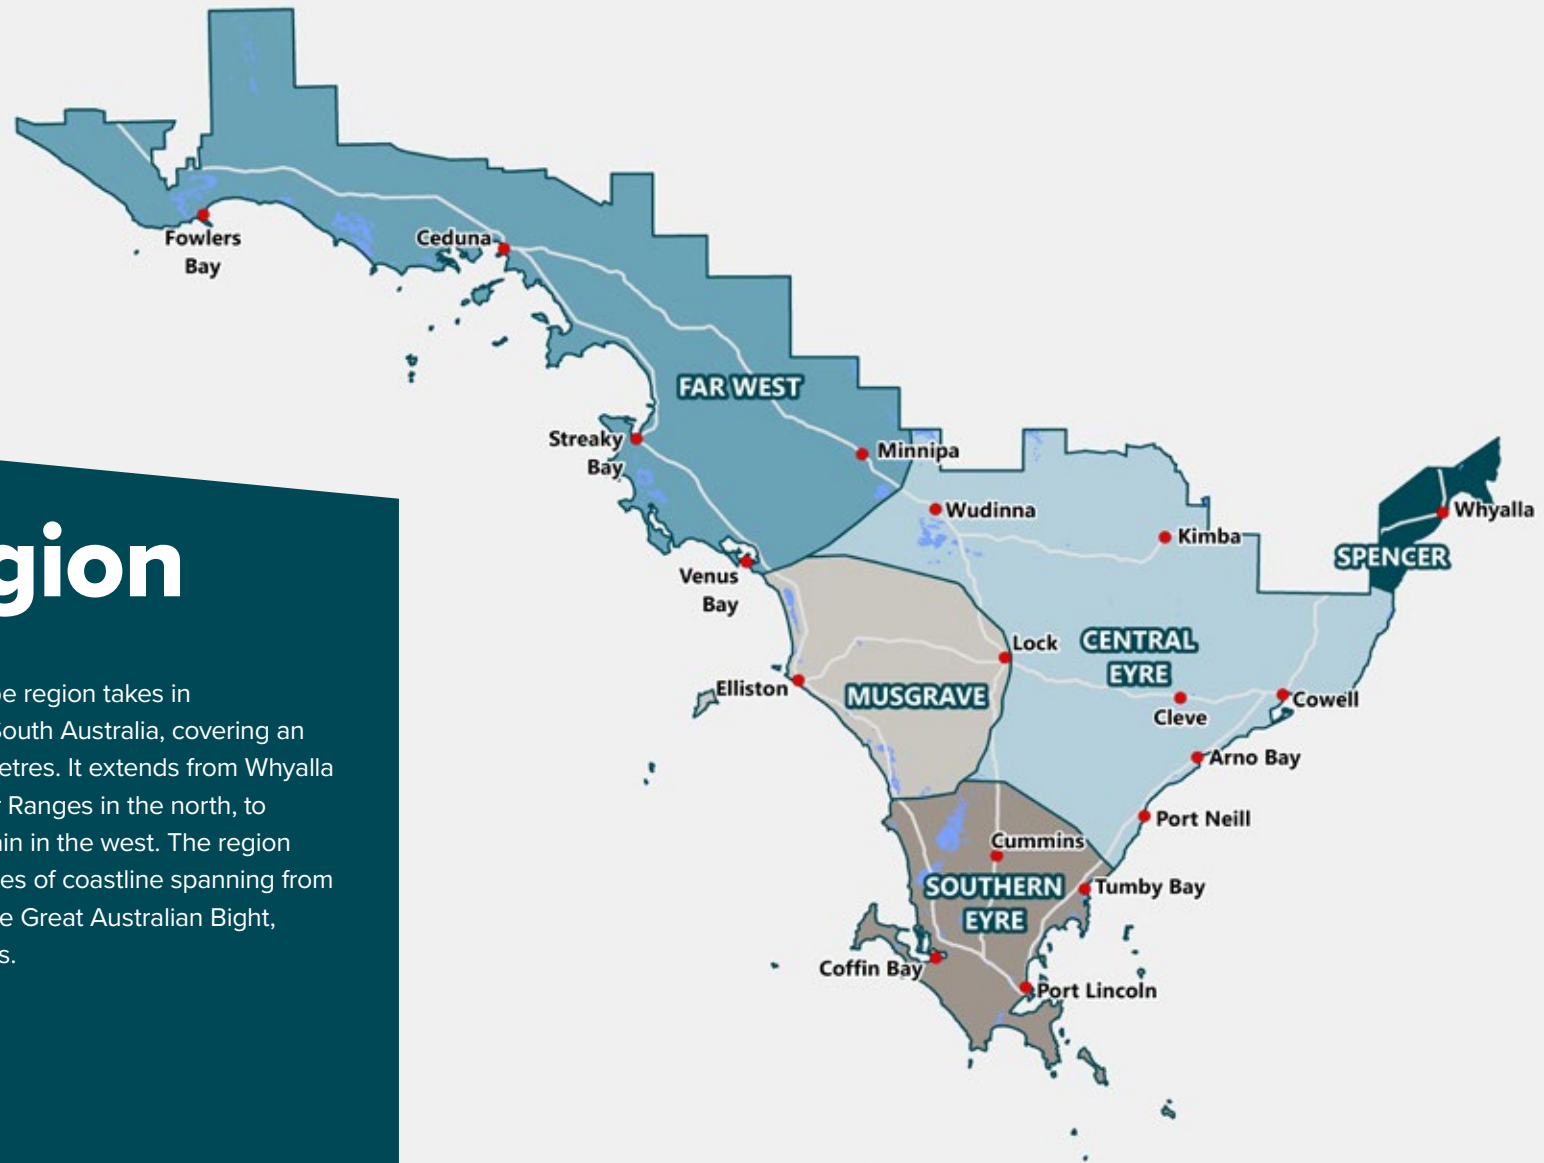 Fowlers
Bay
Ceduna
FAR WEST
Streaky
Bay
Minnipa
Wudinna
Kimba
Whyalla
SPENCER
Venus
Bay
Lock
CENTRAL
EYRE
Elliston
MUSGRAVE
Cleve
Cowell
Arno Bay
Port Neill
Cummins
SOUTHERN
EYRE
Tumby Bay
Coffin Bay
Port Lincoln
gion
e region takes in
South Australia, covering an
etres. It extends from Whyalla
r Ranges in the north, to
in in the west. The region
es of coastline spanning from
e Great Australian Bight,
s.